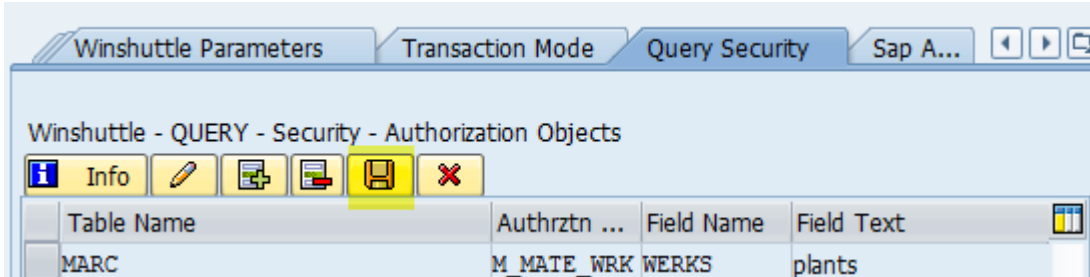 Winshuttle Parameters Transaction Mode Query Security Sap A...
Winshuttle - QUERY - Security - Authorization Objects
Info
Table Name Authrztn ... Field Name Field Text
MARC M_MATE_WRK WERKS plants